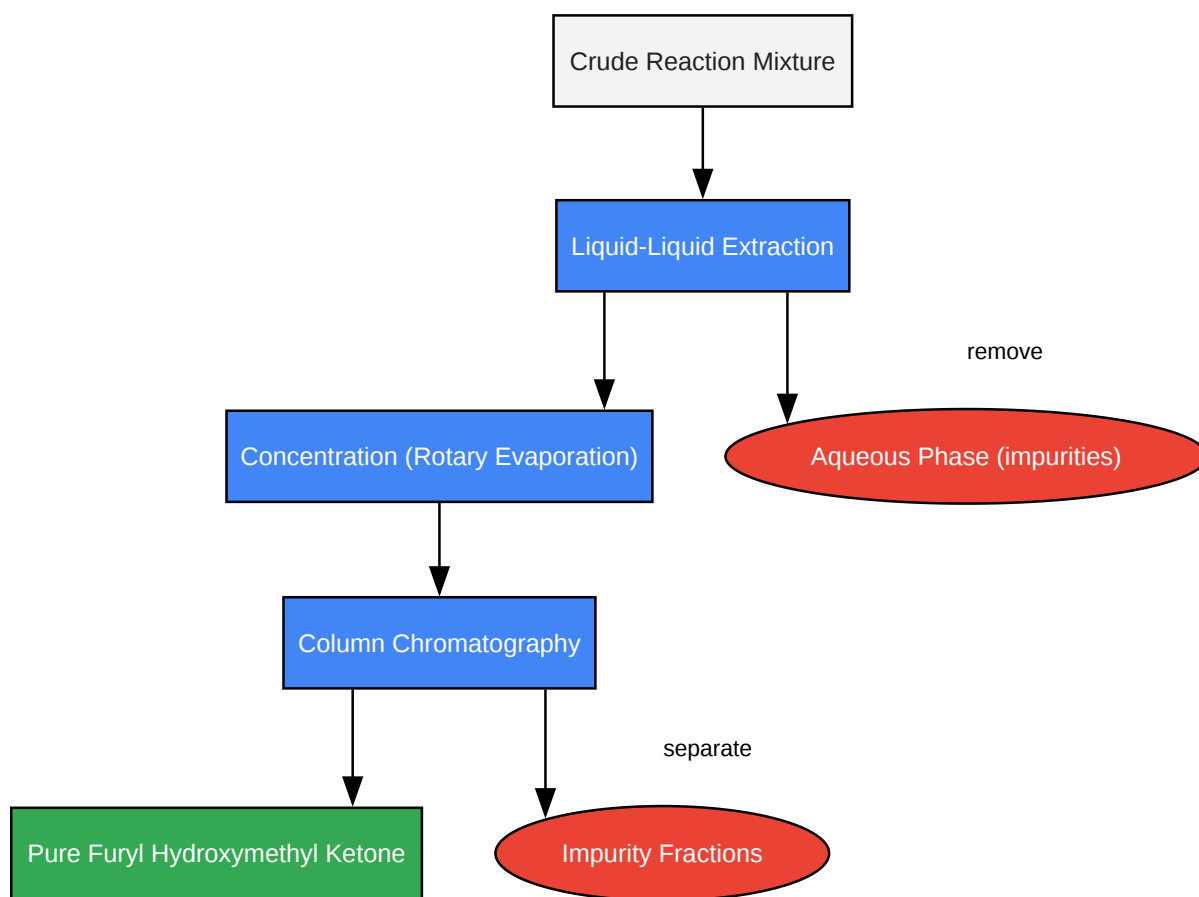 Crude Reaction Mixture
Liquid-Liquid Extraction
remove
Concentration (Rotary Evaporation)
Aqueous Phase (impurities)
Column Chromatography
separate
Pure Furyl Hydroxymethyl Ketone
Impurity Fractions